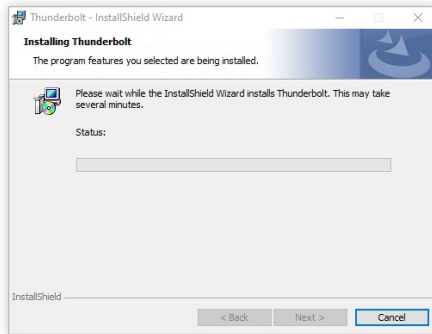 Thunderbolt - InstallShield Wizard
Installing Thunderbolt
The program features you selected are being installed.
Please wait while the InstallShield Wizard installs Thunderbolt. This may take
several minutes.
Status:
InstallShield
< Back Next > Cancel